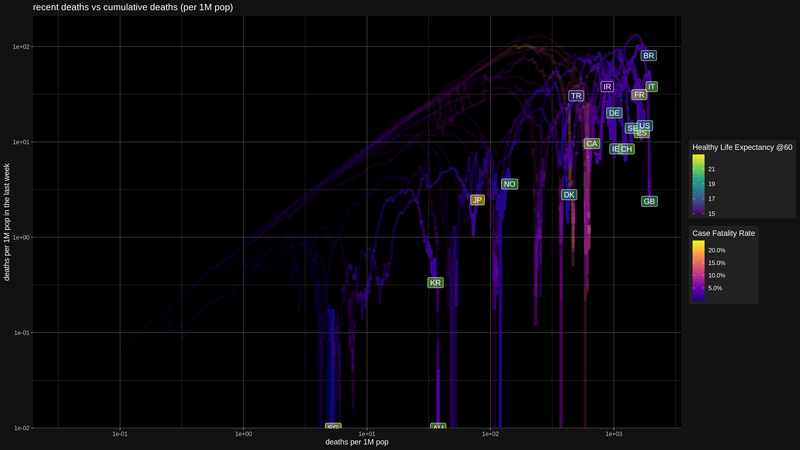 recent deaths vs cumulative deaths (per 1M pop)
1e+02
1e+01
1e+00
1e-01
1e-02
deaths per 1M pop in the last week
BR
IT
IR
FR
TR
DE
US
CA
CH
NO
DK
JP
GB
KR
SG
AU
1e-01
1e+00
1e+01
1e+02
1e+03
deaths per 1M pop
Healthy Life Expectancy @60
21
19
17
15
Case Fatality Rate
20.0%
15.0%
10.0%
5.0%